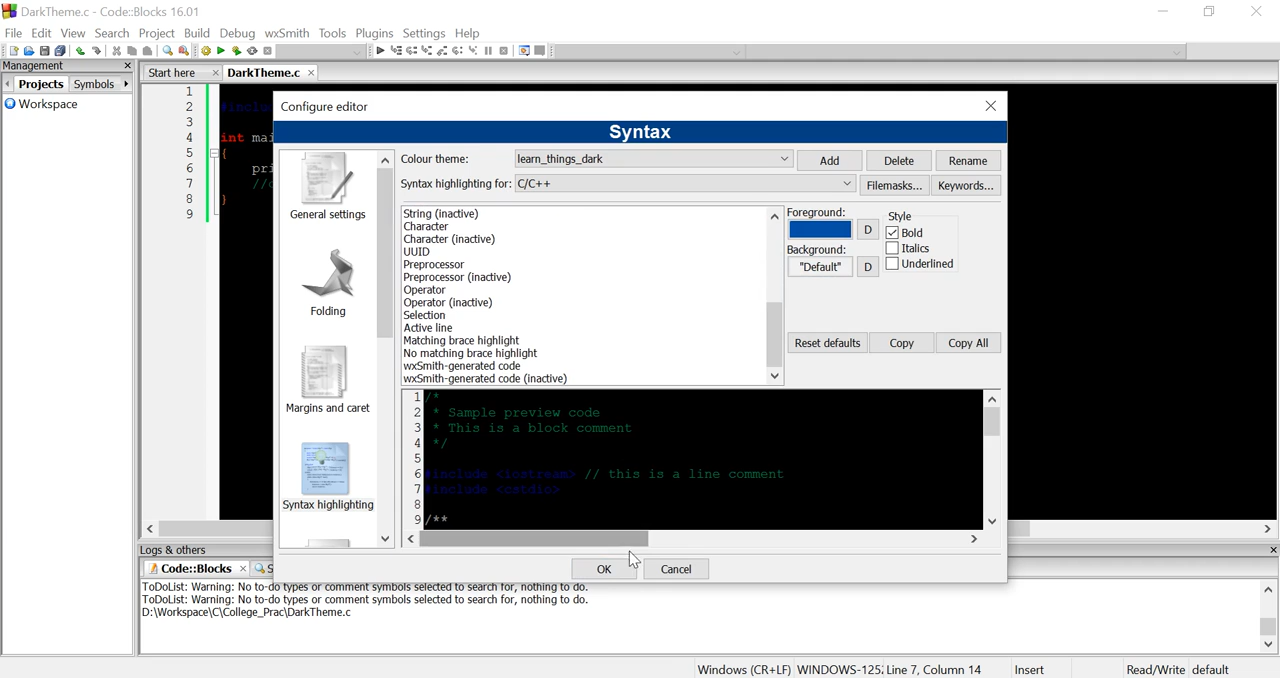 DarkTheme.c - Code::Blocks 16.01
File Edit View Search Project Build Debug wxSmith Tools Plugins Settings Help
Management
Projects Symbols
Workspace
Start here DarkTheme.c
1
2
3
4 int mai
5 {
6 pri
7
8 }
9
Configure editor
Syntax
General settings
Folding
Margins and caret
Syntax highlighting
Colour theme: learn_things_dark Add Delete Rename
Syntax highlighting for: C/C++ Filemasks... Keywords...
String (inactive)
Character
Character (inactive)
UUID
Preprocessor
Preprocessor (inactive)
Operator
Operator (inactive)
Selection
Active line
Matching brace highlight
No matching brace highlight
wxSmith-generated code
wxSmith-generated code (inactive)
Foreground:
D
Background:
"Default" D
Style
Bold
Italics
Underlined
Reset defaults Copy Copy All
1 /*
2 * Sample preview code
3 * This is a block comment
4 */
5
6 #include <iostream> // this is a line comment
7 #include <cstdio>
8
9 /**
OK Cancel
Logs & others
Code::Blocks
ToDoList: Warning: No to-do types or comment symbols selected to search for, nothing to do.
ToDoList: Warning: No to-do types or comment symbols selected to search for, nothing to do.
D:\Workspace\C\College_Prac\DarkTheme.c
Windows (CR+LF) WINDOWS-1252 Line 7, Column 14 Insert Read/Write default